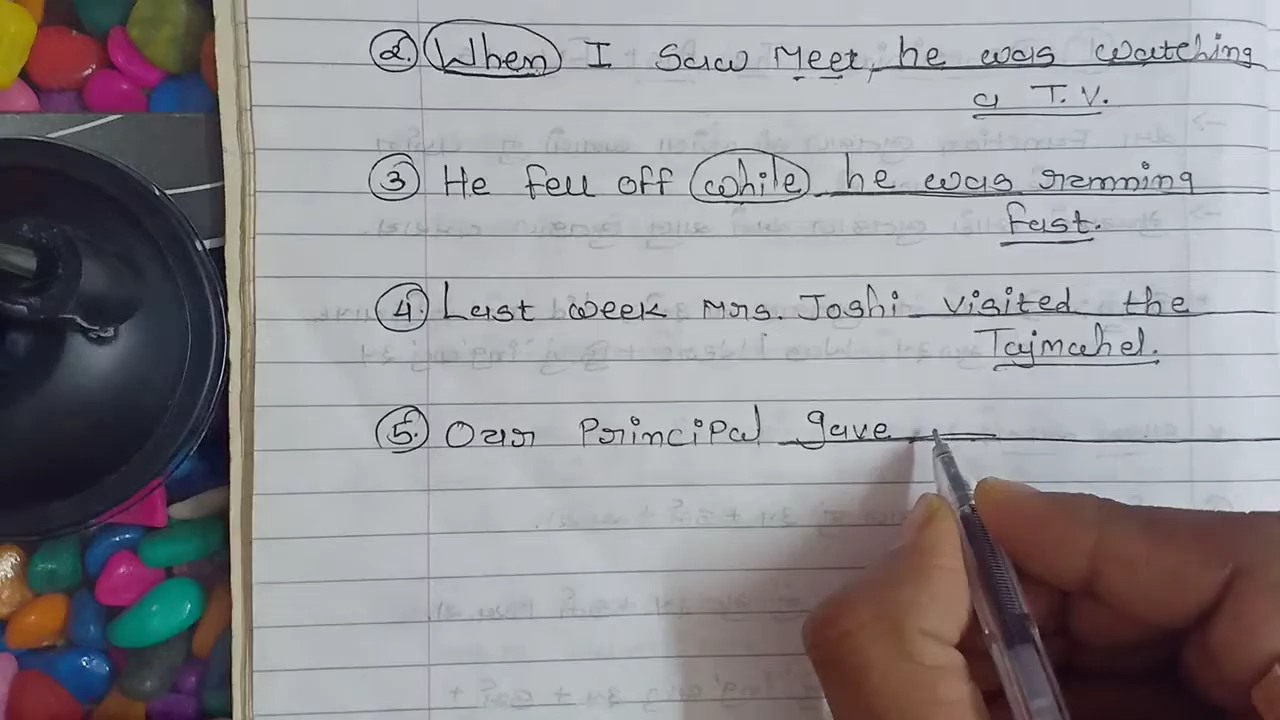 ② When I Saw Meet, he was watching
a T.V.
③ He fell off while he was running
fast.
④ Last week Mrs. Joshi visited the
Tajmahel.
⑤ Our Principal gave